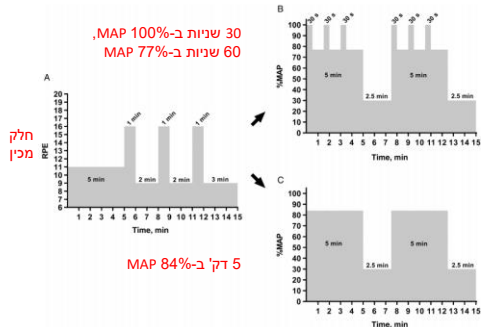 30 שניות ב-100% MAP,
60 שניות ב-77% MAP
חלק
מכין
A
RPE
20
19
18
17
16
15
14
13
12
11
10
9
8
7
6
1 min
1 min
1 min
5 min
2 min
2 min
3 min
1 2 3 4 5 6 7 8 9 10 11 12 13 14 15
Time, min
5 דק' ב-84% MAP
B
%MAP
30 s
30 s
30 s
30 s
30 s
30 s
100
90
80
70
60
50
40
30
20
10
0
5 min
2.5 min
5 min
2.5 min
1 2 3 4 5 6 7 8 9 10 11 12 13 14 15
Time, min
C
%MAP
100
90
80
70
60
50
40
30
20
10
0
5 min
2.5 min
5 min
2.5 min
1 2 3 4 5 6 7 8 9 10 11 12 13 14 15
Time, min